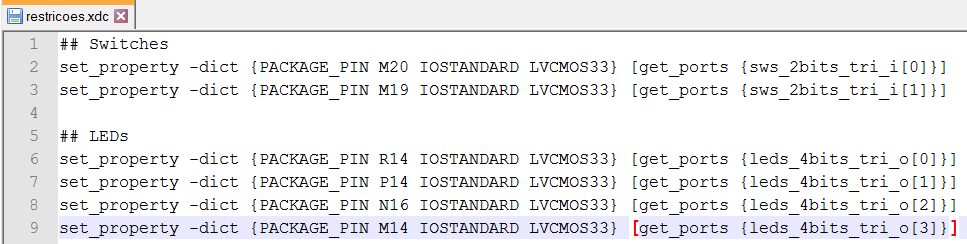 restricoes.xdc
1 ## Switches
2 set_property -dict {PACKAGE_PIN M20 IOSTANDARD LVCMOS33} [get_ports {sws_2bits_tri_i[0]}]
3 set_property -dict {PACKAGE_PIN M19 IOSTANDARD LVCMOS33} [get_ports {sws_2bits_tri_i[1]}]
4
5 ## LEDs
6 set_property -dict {PACKAGE_PIN R14 IOSTANDARD LVCMOS33} [get_ports {leds_4bits_tri_o[0]}]
7 set_property -dict {PACKAGE_PIN P14 IOSTANDARD LVCMOS33} [get_ports {leds_4bits_tri_o[1]}]
8 set_property -dict {PACKAGE_PIN N16 IOSTANDARD LVCMOS33} [get_ports {leds_4bits_tri_o[2]}]
9 set_property -dict {PACKAGE_PIN M14 IOSTANDARD LVCMOS33} [get_ports {leds_4bits_tri_o[3]}]